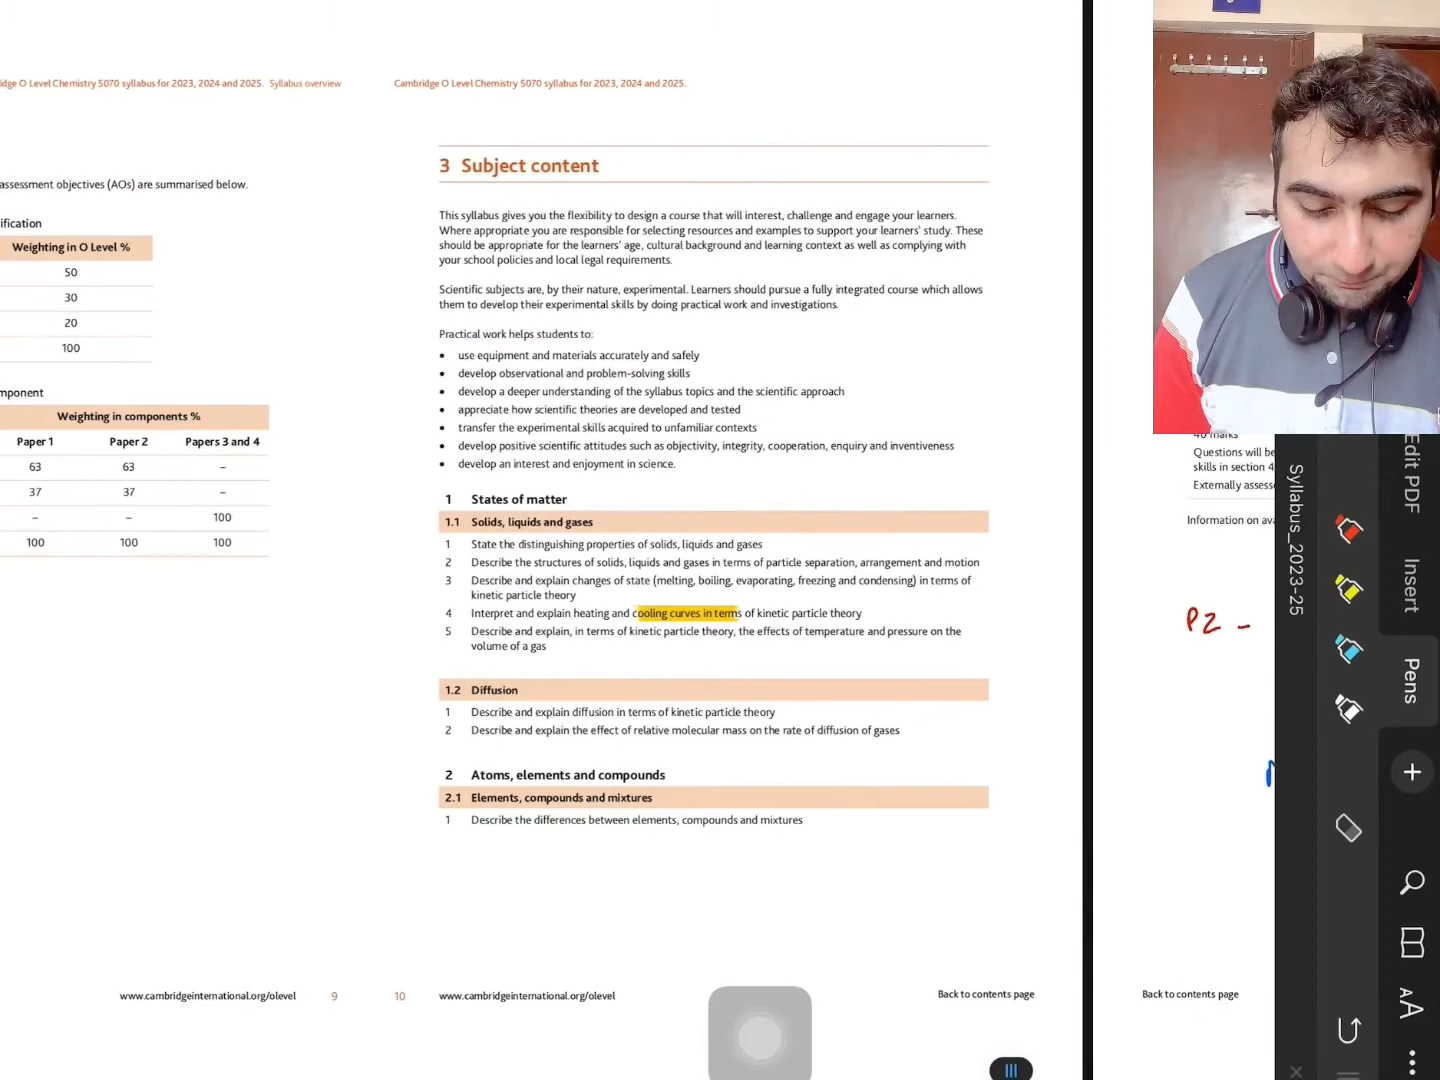 idge O Level Chemistry 5070 syllabus for 2023, 2024 and 2025. Syllabus overview
assessment objectives (AOs) are summarised below.
ification
Weighting in O Level %
50
30
20
100
mponent
Weighting in components %
Paper 1 Paper 2 Papers 3 and 4
63 63 –
37 37 –
– – 100
100 100 100
www.cambridgeinternational.org/olevel 9
Cambridge O Level Chemistry 5070 syllabus for 2023, 2024 and 2025.
3 Subject content
This syllabus gives you the flexibility to design a course that will interest, challenge and engage your learners.
Where appropriate you are responsible for selecting resources and examples to support your learners' study. These
should be appropriate for the learners' age, cultural background and learning context as well as complying with
your school policies and local legal requirements.
Scientific subjects are, by their nature, experimental. Learners should pursue a fully integrated course which allows
them to develop their experimental skills by doing practical work and investigations.
Practical work helps students to:
• use equipment and materials accurately and safely
• develop observational and problem-solving skills
• develop a deeper understanding of the syllabus topics and the scientific approach
• appreciate how scientific theories are developed and tested
• transfer the experimental skills acquired to unfamiliar contexts
• develop positive scientific attitudes such as objectivity, integrity, cooperation, enquiry and inventiveness
• develop an interest and enjoyment in science.
1 States of matter
1.1 Solids, liquids and gases
1 State the distinguishing properties of solids, liquids and gases
2 Describe the structures of solids, liquids and gases in terms of particle separation, arrangement and motion
3 Describe and explain changes of state (melting, boiling, evaporating, freezing and condensing) in terms of
kinetic particle theory
4 Interpret and explain heating and cooling curves in terms of kinetic particle theory
5 Describe and explain, in terms of kinetic particle theory, the effects of temperature and pressure on the
volume of a gas
1.2 Diffusion
1 Describe and explain diffusion in terms of kinetic particle theory
2 Describe and explain the effect of relative molecular mass on the rate of diffusion of gases
2 Atoms, elements and compounds
2.1 Elements, compounds and mixtures
1 Describe the differences between elements, compounds and mixtures
10 www.cambridgeinternational.org/olevel
Back to contents page
40 marks
Questions will be
skills in section 4
Externally assess
Information on ava
P2 -
Back to contents page
Syllabus_2023-25
Edit PDF
Insert
Pens
AA